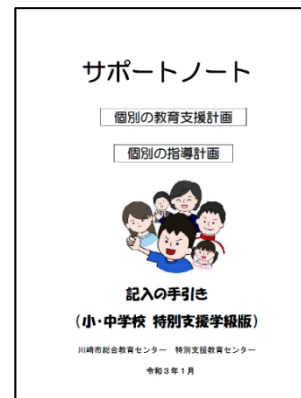 サポートノート
個別の教育支援計画
個別の指導計画
記入の手引き
(小・中学校 特別支援学級版)
川崎市総合教育センター 特別支援教育センター
令和3年1月